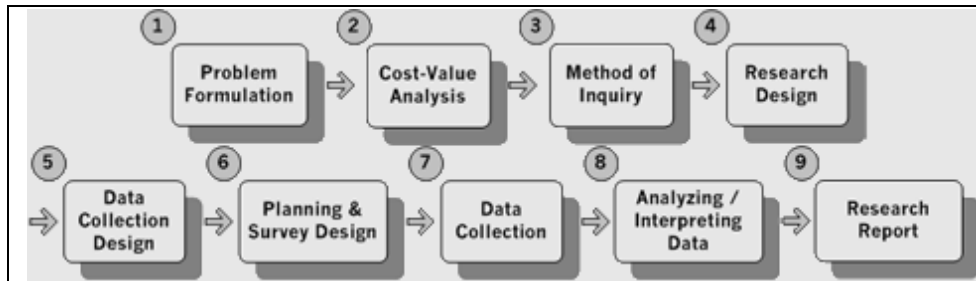 1
Problem
Formulation
2
Cost-Value
Analysis
3
Method of
Inquiry
4
Research
Design
5
Data
Collection
Design
6
Planning &
Survey Design
7
Data
Collection
8
Analyzing /
Interpreting
Data
9
Research
Report